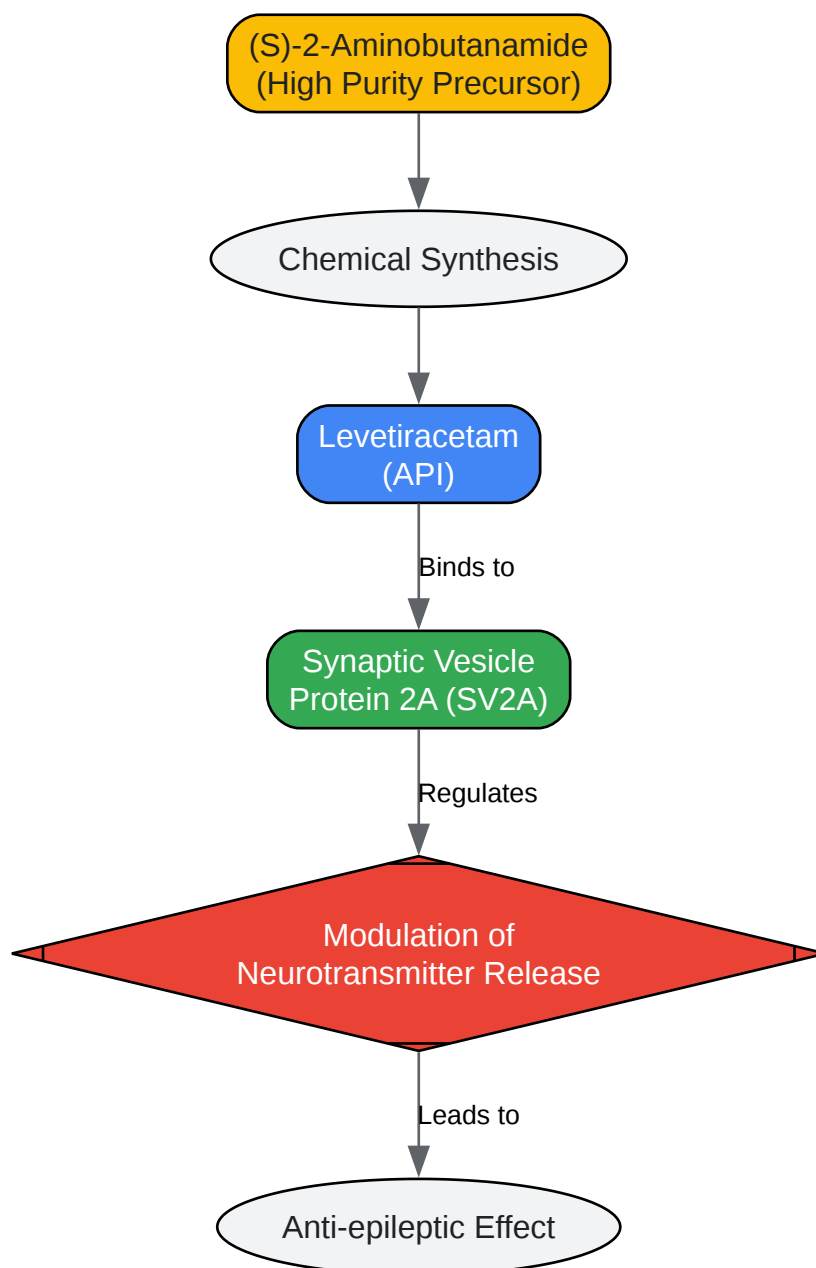 (S)-2-Aminobutanamide
(High Purity Precursor)
Chemical Synthesis
Levetiracetam
(API)
Binds to
Synaptic Vesicle
Protein 2A (SV2A)
Regulates
Modulation of
Neurotransmitter Release
Leads to
Anti-epileptic Effect